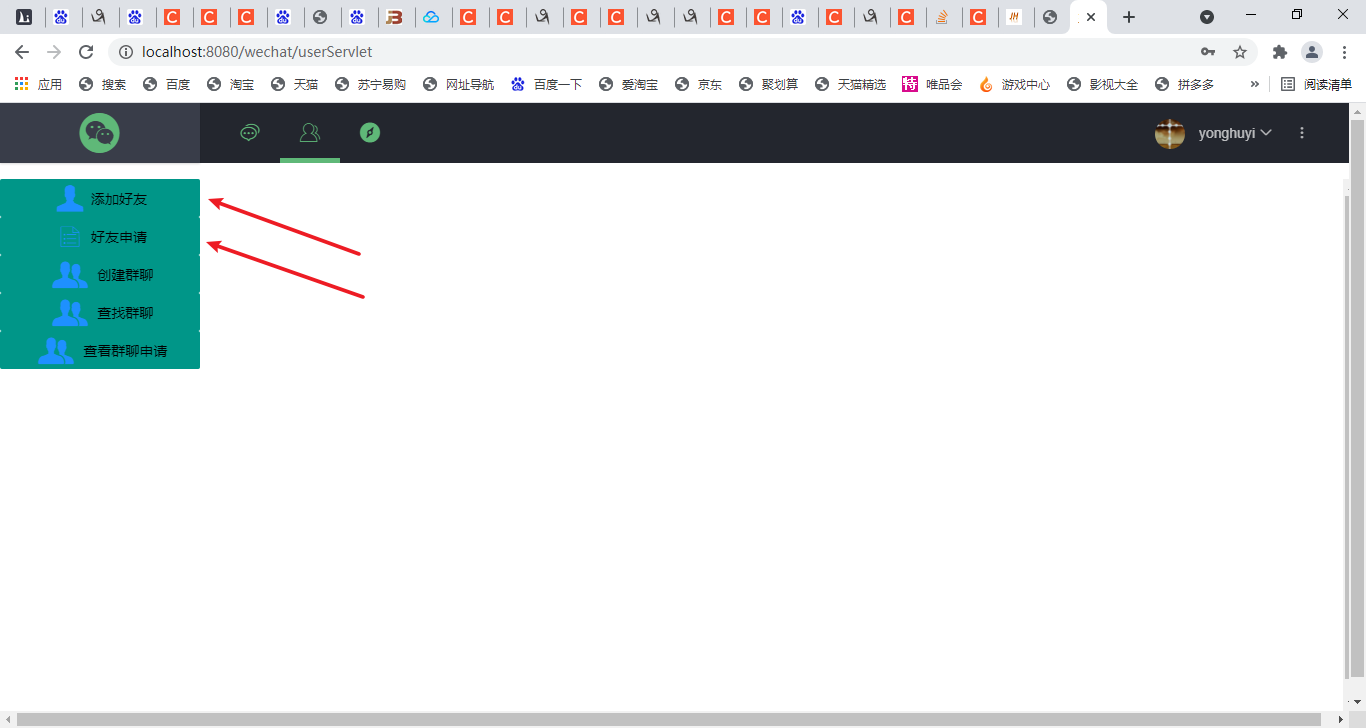 localhost:8080/wechat/userServlet
应用 搜索 百度 淘宝 天猫 苏宁易购 网址导航 百度一下 爱淘宝 京东 聚划算 天猫精选 特 唯品会 游戏中心 影视大全 拼多多 » 阅读清单
yonghuyi
添加好友
好友申请
创建群聊
查找群聊
查看群聊申请